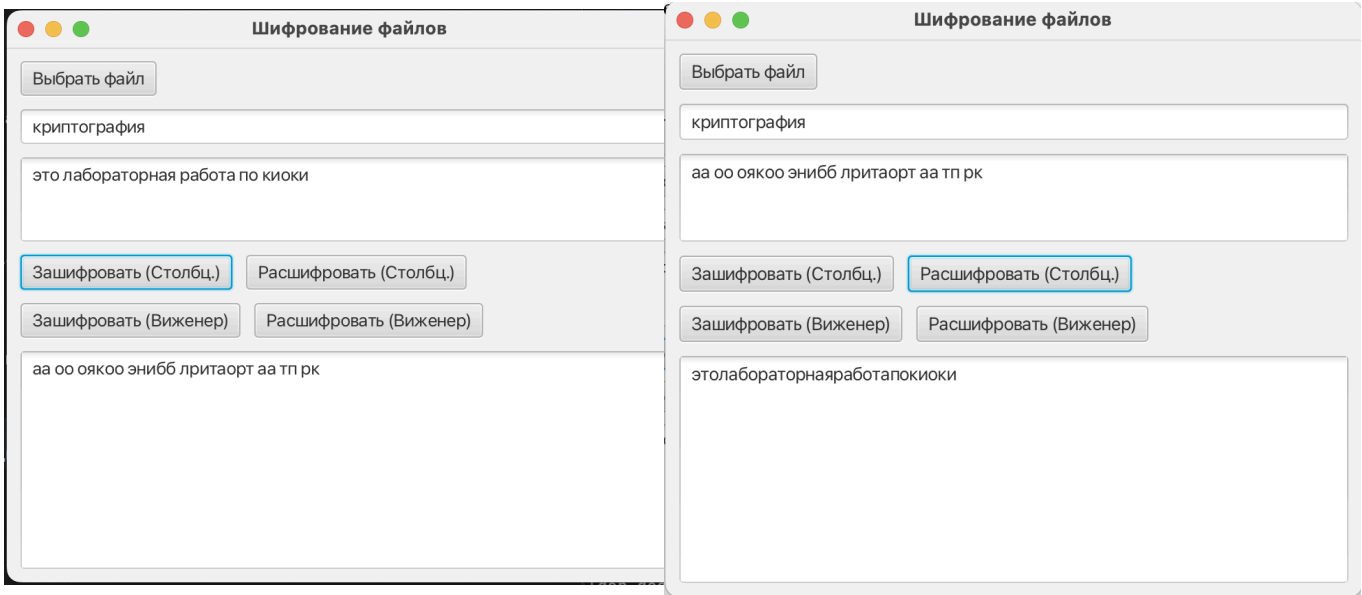 Шифрование файлов
Выбрать файл
криптография
это лабораторная работа по киоки
Зашифровать (Столбц.) Расшифровать (Столбц.)
Зашифровать (Виженер) Расшифровать (Виженер)
аа оо оякоо энибб лритаорт аа тп рк
Шифрование файлов
Выбрать файл
криптография
аа оо оякоо энибб лритаорт аа тп рк
Зашифровать (Столбц.) Расшифровать (Столбц.)
Зашифровать (Виженер) Расшифровать (Виженер)
этолабораторнаяработапокиоки